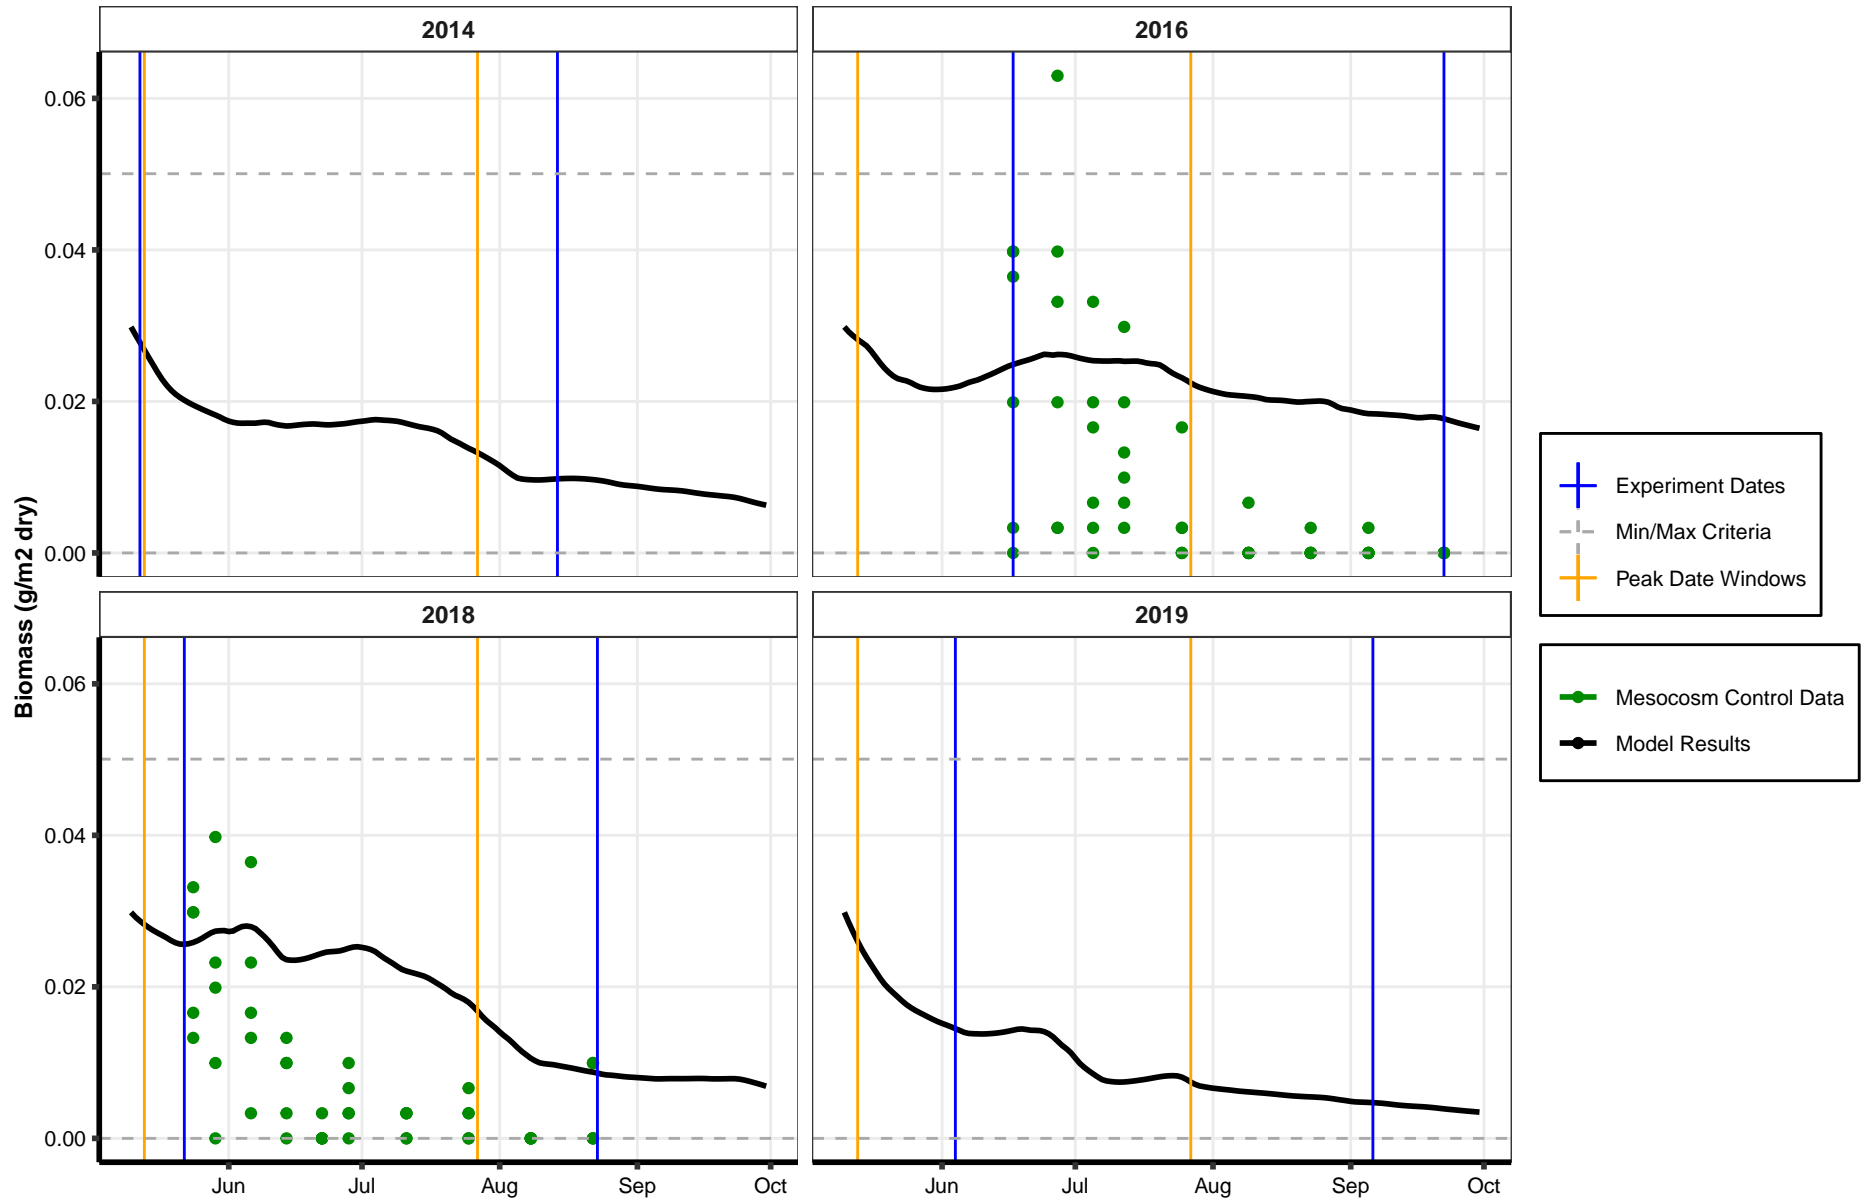 2014
2016
0.06
0.04
0.02
0.00
2018
2019
0.06
0.04
0.02
0.00
Biomass (g/m2 dry)
Jun
Jul
Aug
Sep
Oct
Jun
Jul
Aug
Sep
Oct
Experiment Dates
Min/Max Criteria
Peak Date Windows
Mesocosm Control Data
Model Results